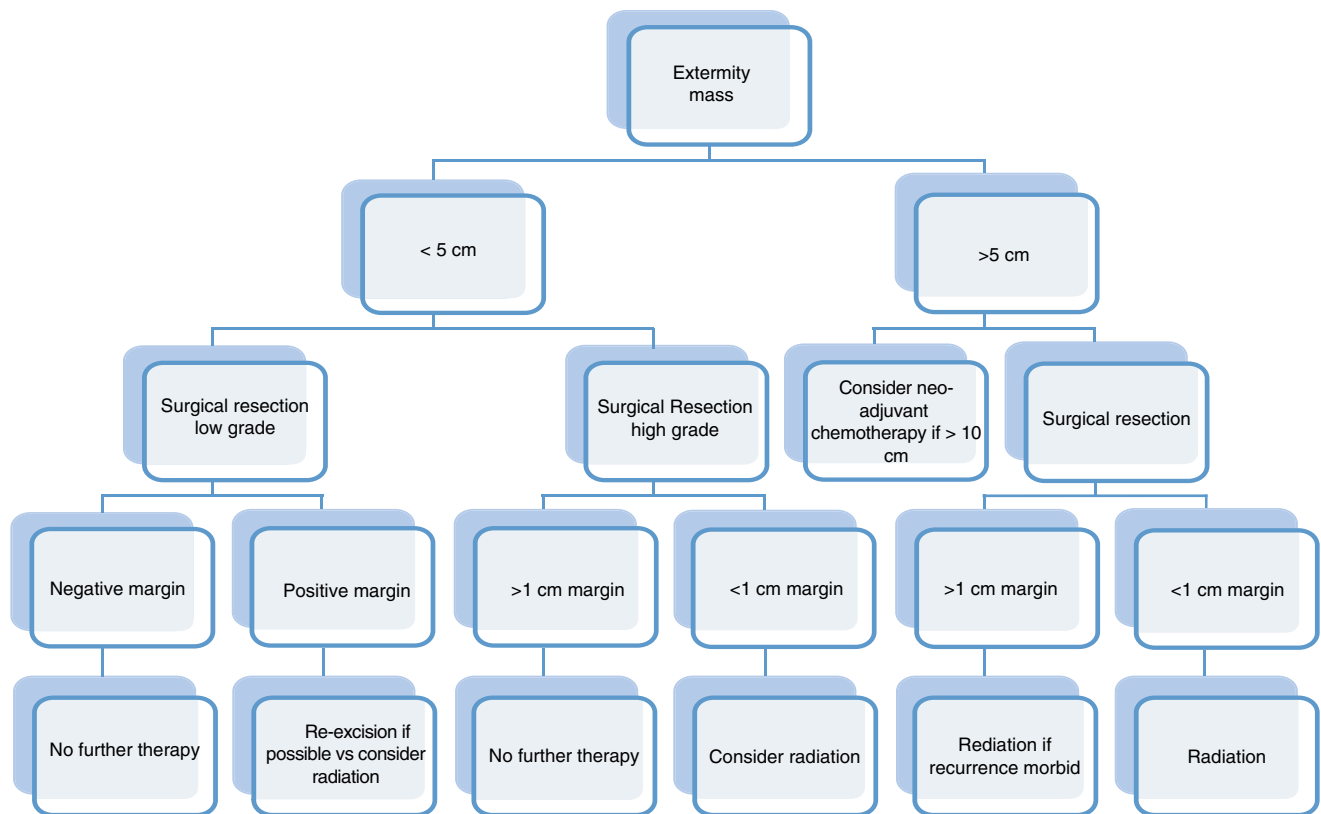 Extermity
mass
< 5 cm
>5 cm
Surgical resection
low grade
Surgical Resection
high grade
Consider neo-
adjuvant
chemotherapy if > 10
cm
Surgical resection
Negative margin
Positive margin
>1 cm margin
<1 cm margin
>1 cm margin
<1 cm margin
No further therapy
Re-excision if
possible vs consider
radiation
No further therapy
Consider radiation
Rediation if
recurrence morbid
Radiation